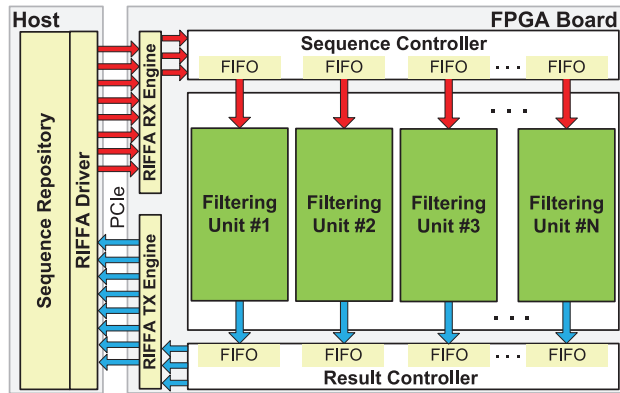 Host
FPGA Board
Sequence Repository
RIFFA Driver
PCIe
RIFFA RX Engine
RIFFA TX Engine
Sequence Controller
FIFO FIFO FIFO ... FIFO
...
Filtering Unit #1
Filtering Unit #2
Filtering Unit #3
Filtering Unit #N
...
FIFO FIFO FIFO ... FIFO
Result Controller